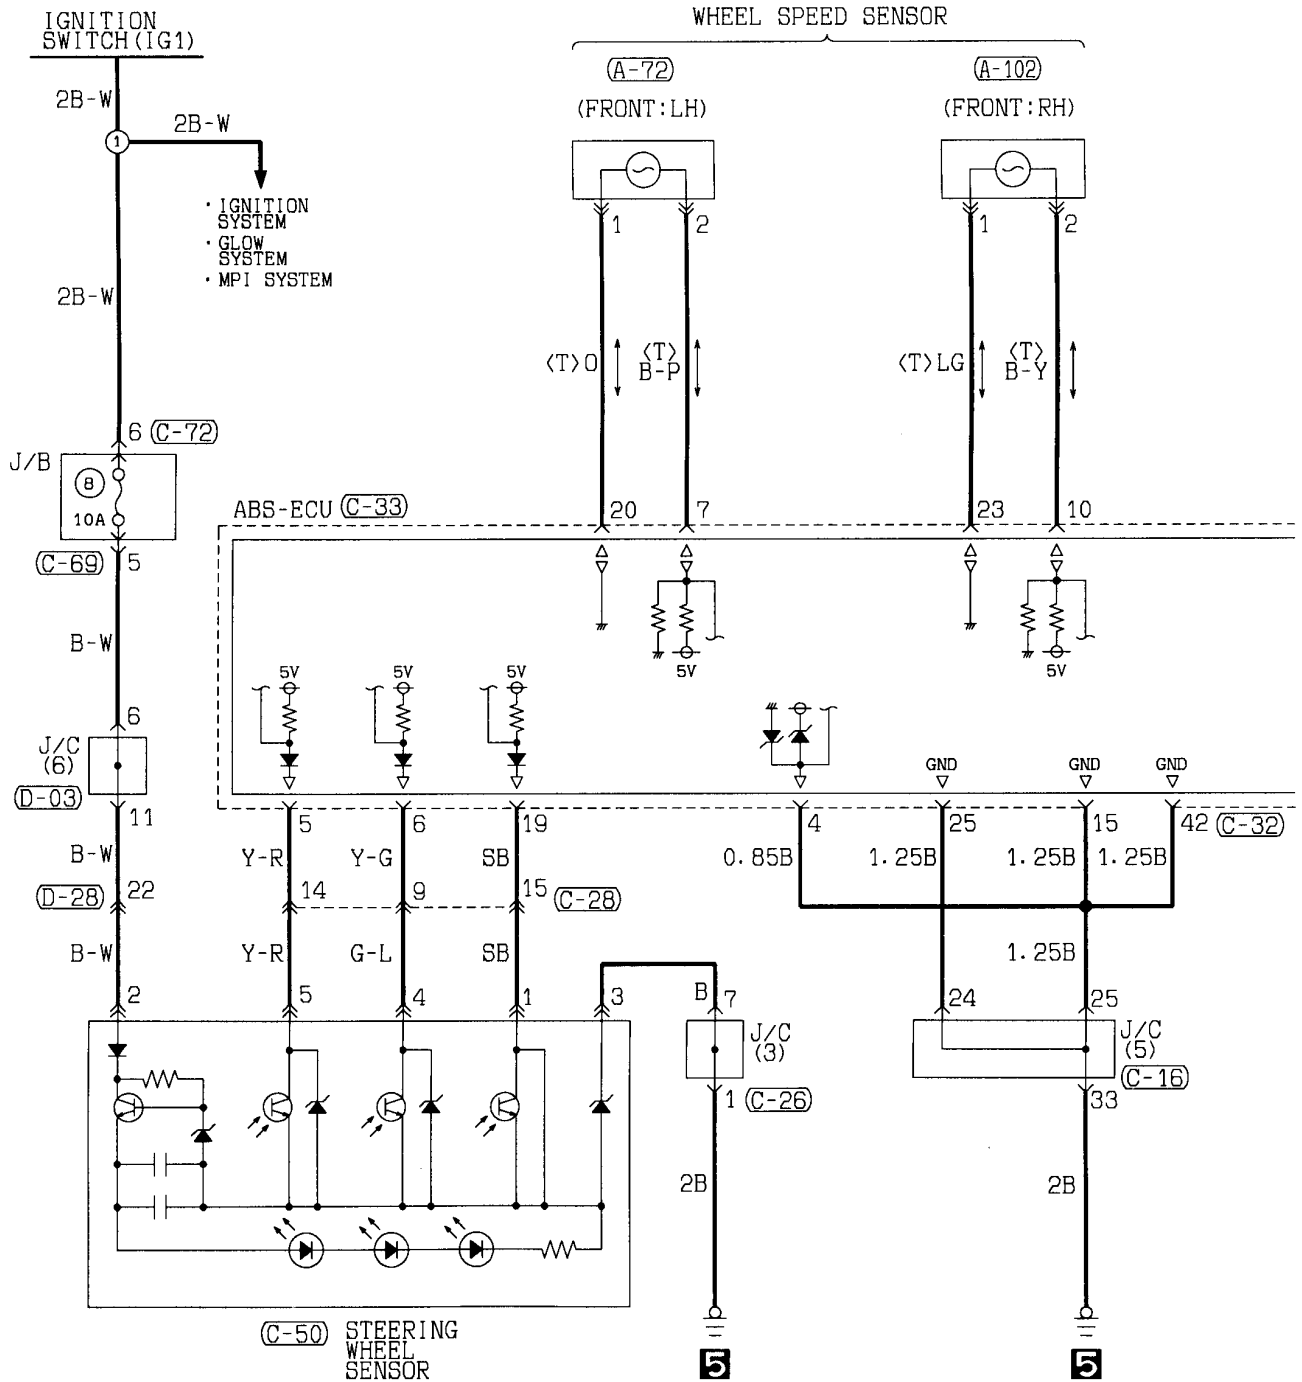 IGNITION
SWITCH(IG1)
WHEEL SPEED SENSOR
A-72
A-102
(FRONT:LH)
(FRONT:RH)
2B-W
1
2B-W
· IGNITION
SYSTEM
· GLOW
SYSTEM
· MPI SYSTEM
1
2
1
2
2B-W
<T>O
<T>
B-P
<T>LG
<T>
B-Y
6
C-72
J/B
8
10A
ABS-ECU
C-33
20
7
23
10
C-69
5
B-W
5V
5V
5V
5V
5V
6
J/C
(6)
D-03
GND
GND
GND
11
5
6
19
4
25
15
42
C-32
B-W
Y-R
Y-G
SB
0.85B
1.25B
1.25B
1.25B
D-28
22
14
9
15
C-28
B-W
Y-R
G-L
SB
1.25B
2
5
4
1
3
B
7
24
25
J/C
(3)
J/C
(5)
C-16
1
C-26
33
2B
2B
C-50
STEERING
WHEEL
SENSOR
5
5